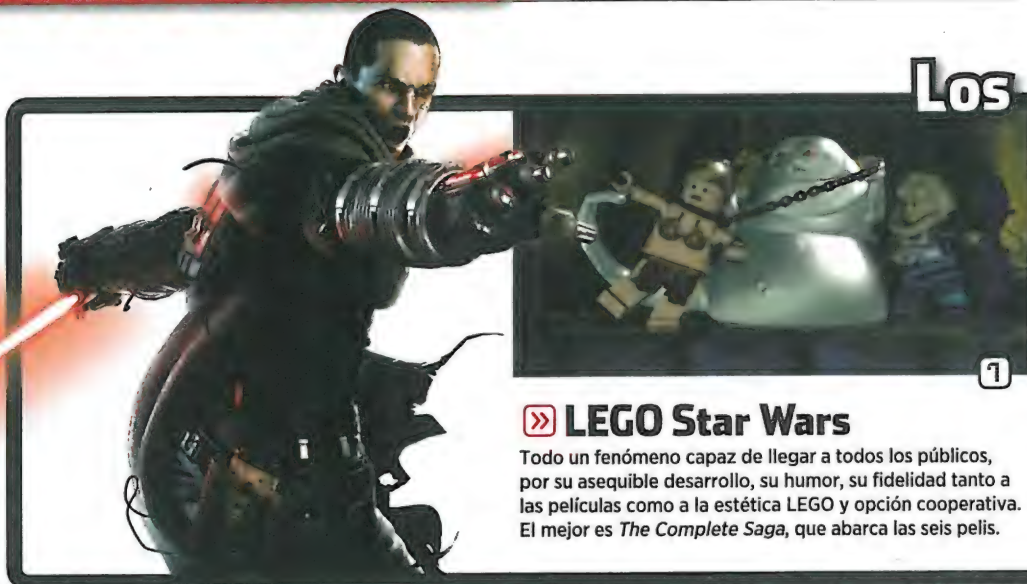 Los
1
» LEGO Star Wars
Todo un fenómeno capaz de llegar a todos los públicos,
por su asequible desarrollo, su humor, su fidelidad tanto a
las películas como a la estética LEGO y opción cooperativa.
El mejor es The Complete Saga, que abarca las seis pelis.